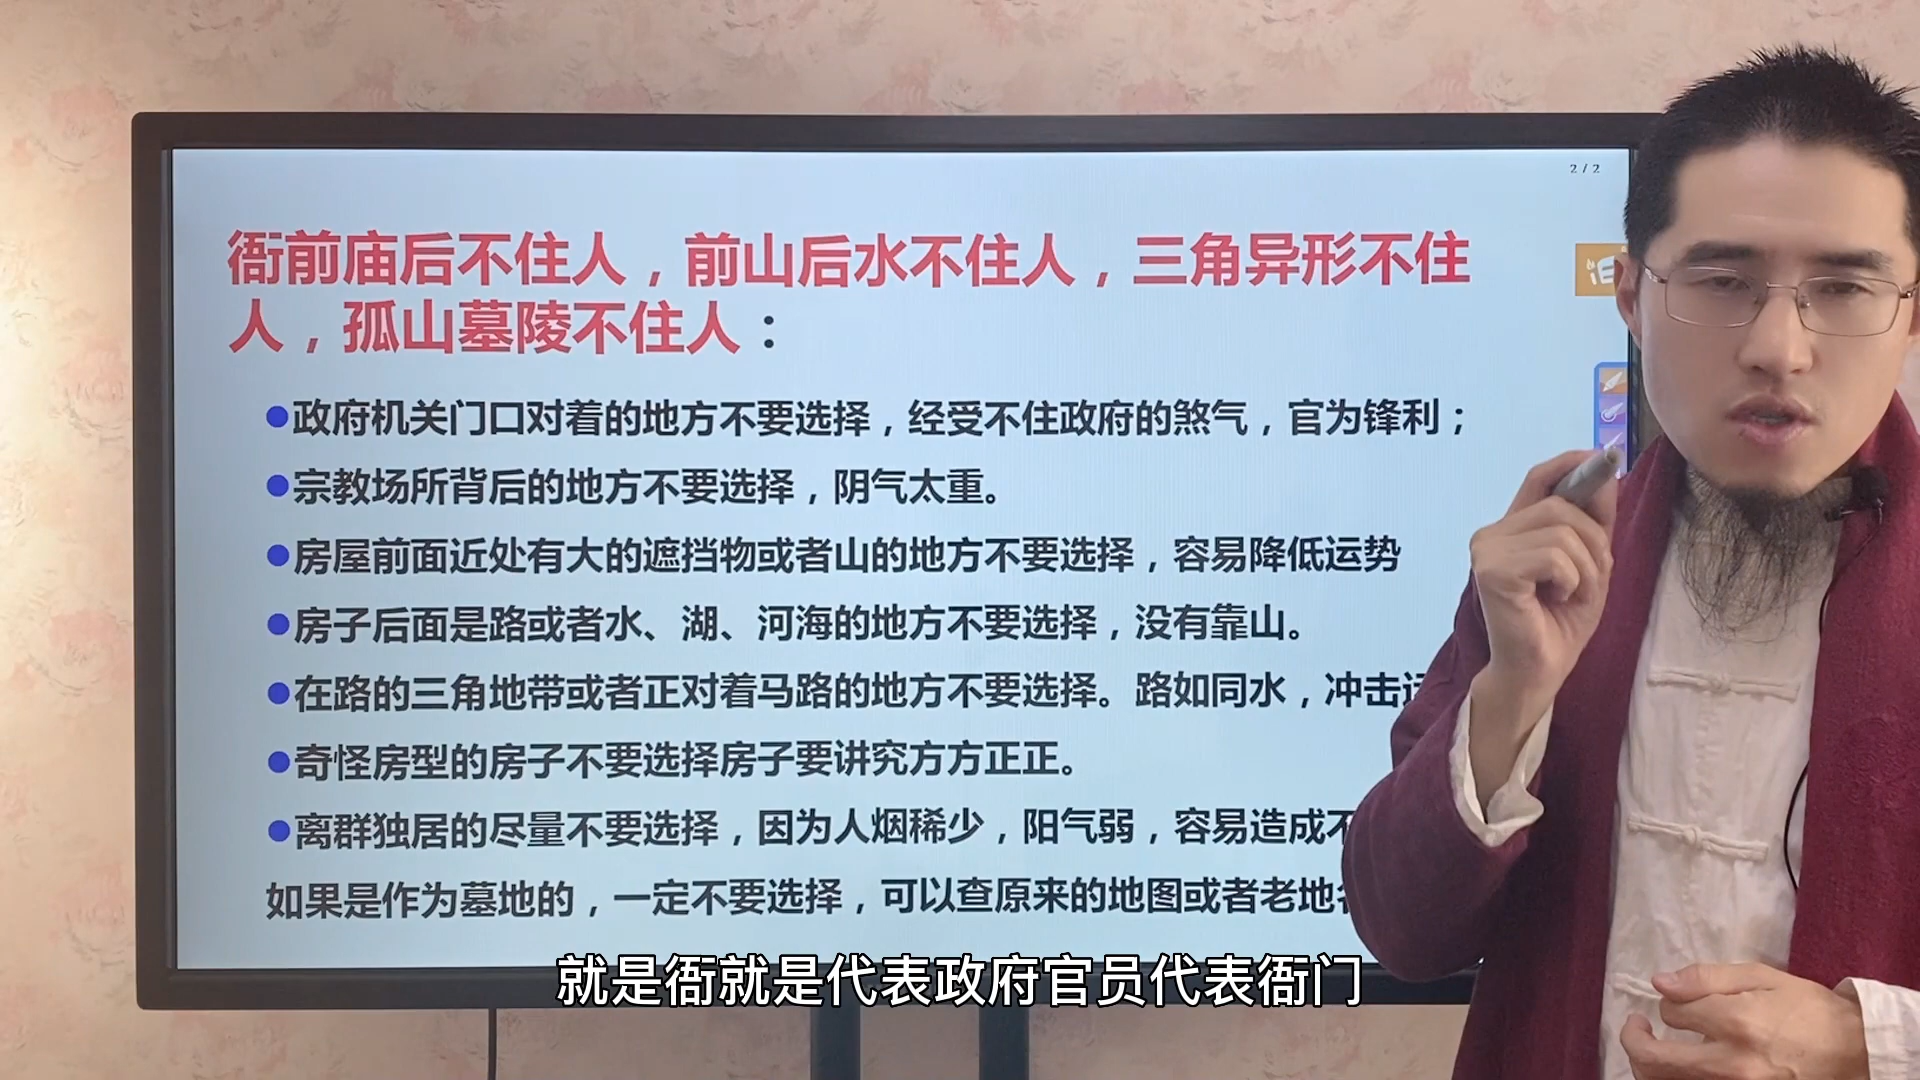 2 / 2
衙前庙后不住人，前山后水不住人，三角异形不住
人，孤山墓陵不住人：
●政府机关门口对着的地方不要选择，经受不住政府的煞气，官为锋利；
●宗教场所背后的地方不要选择，阴气太重。
●房屋前面近处有大的遮挡物或者山的地方不要选择，容易降低运势
●房子后面是路或者水、湖、河海的地方不要选择，没有靠山。
●在路的三角地带或者正对着马路的地方不要选择。路如同水，冲击
●奇怪房型的房子不要选择房子要讲究方方正正。
●离群独居的尽量不要选择，因为人烟稀少，阳气弱，容易造成不
如果是作为墓地的，一定不要选择，可以查原来的地图或者老地
就是衙就是代表政府官员代表衙门